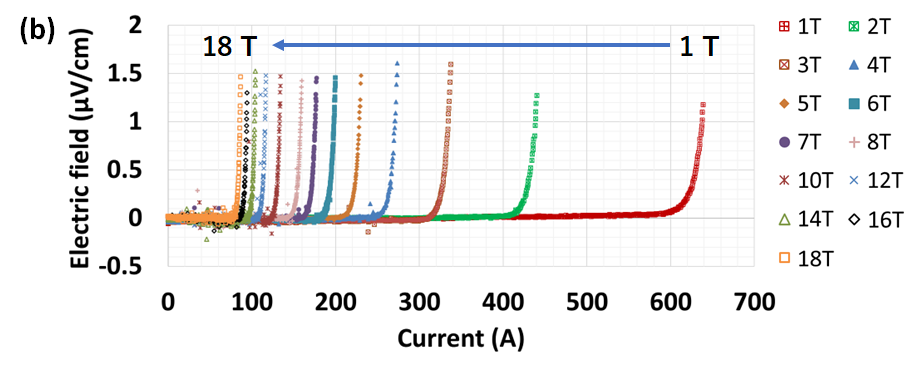 (b)
18 T
1 T
Electric field (µV/cm)
2
1.5
1
0.5
0
-0.5
0 100 200 300 400 500 600 700
Current (A)
1T 2T
3T 4T
5T 6T
7T 8T
10T 12T
14T 16T
18T